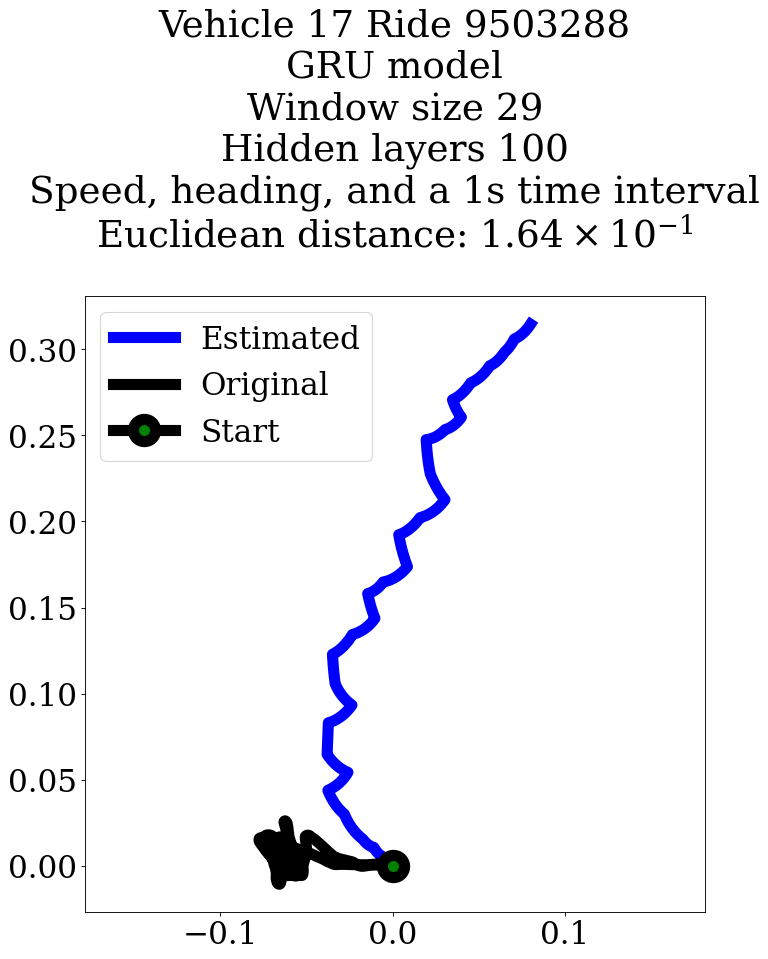 Vehicle 17 Ride 9503288
GRU model
Window size 29
Hidden layers 100
Speed, heading, and a 1s time interval
Euclidean distance: 1.64 × 10⁻¹
Estimated
Original
Start
0.30
0.25
0.20
0.15
0.10
0.05
0.00
−0.1 0.0 0.1